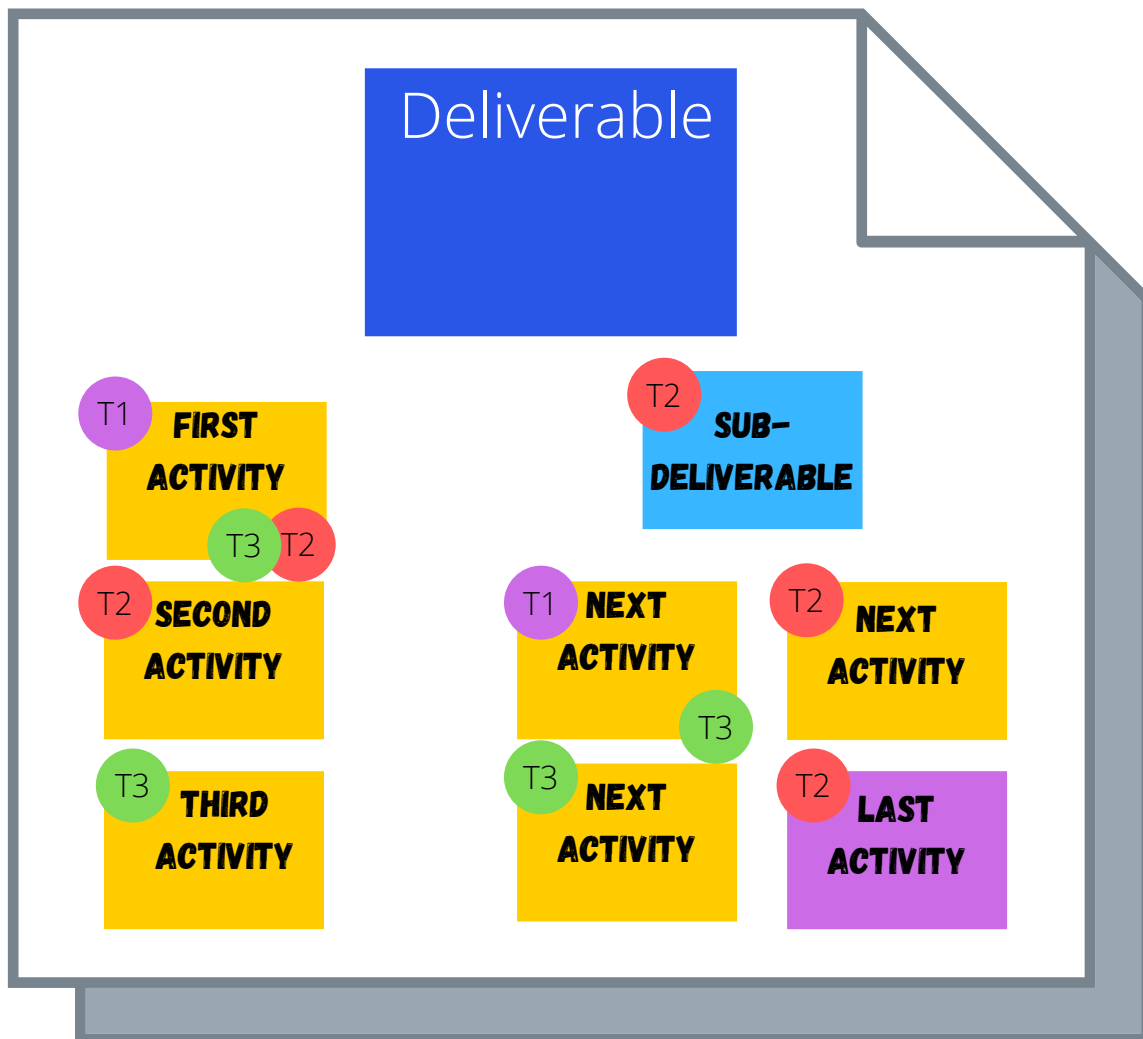 Deliverable
T1
FIRST
ACTIVITY
T3
T2
T2
SECOND
ACTIVITY
T3
THIRD
ACTIVITY
T2
SUB-
DELIVERABLE
T1
NEXT
ACTIVITY
T3
T3
NEXT
ACTIVITY
T2
NEXT
ACTIVITY
T2
LAST
ACTIVITY